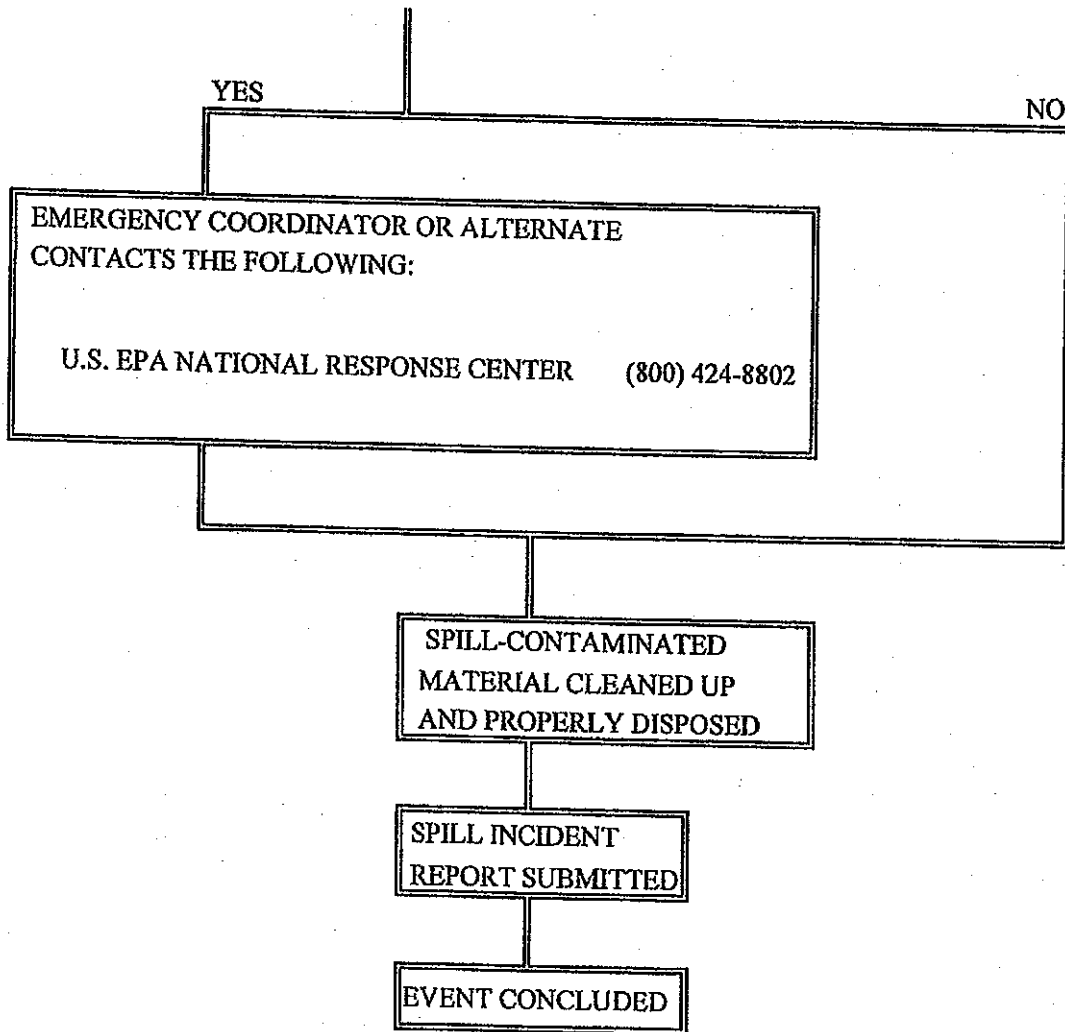 YES
NO
EMERGENCY COORDINATOR OR ALTERNATE
CONTACTS THE FOLLOWING:
U.S. EPA NATIONAL RESPONSE CENTER (800) 424-8802
SPILL-CONTAMINATED
MATERIAL CLEANED UP
AND PROPERLY DISPOSED
SPILL INCIDENT
REPORT SUBMITTED
EVENT CONCLUDED